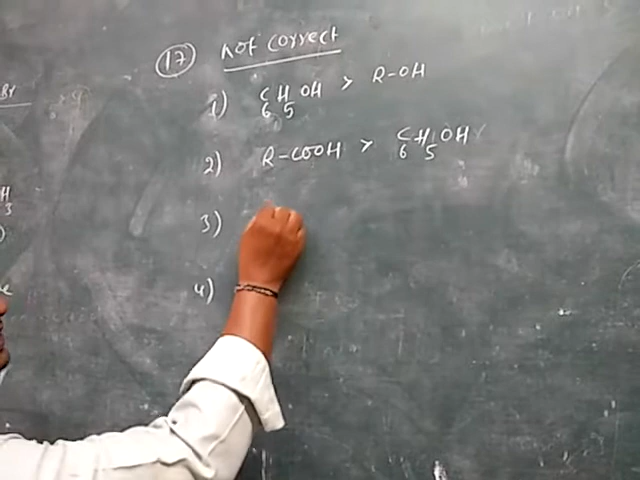 17) not correct
1) C6H5OH > R-OH
2) R-COOH > C6H5OH
3)
4)